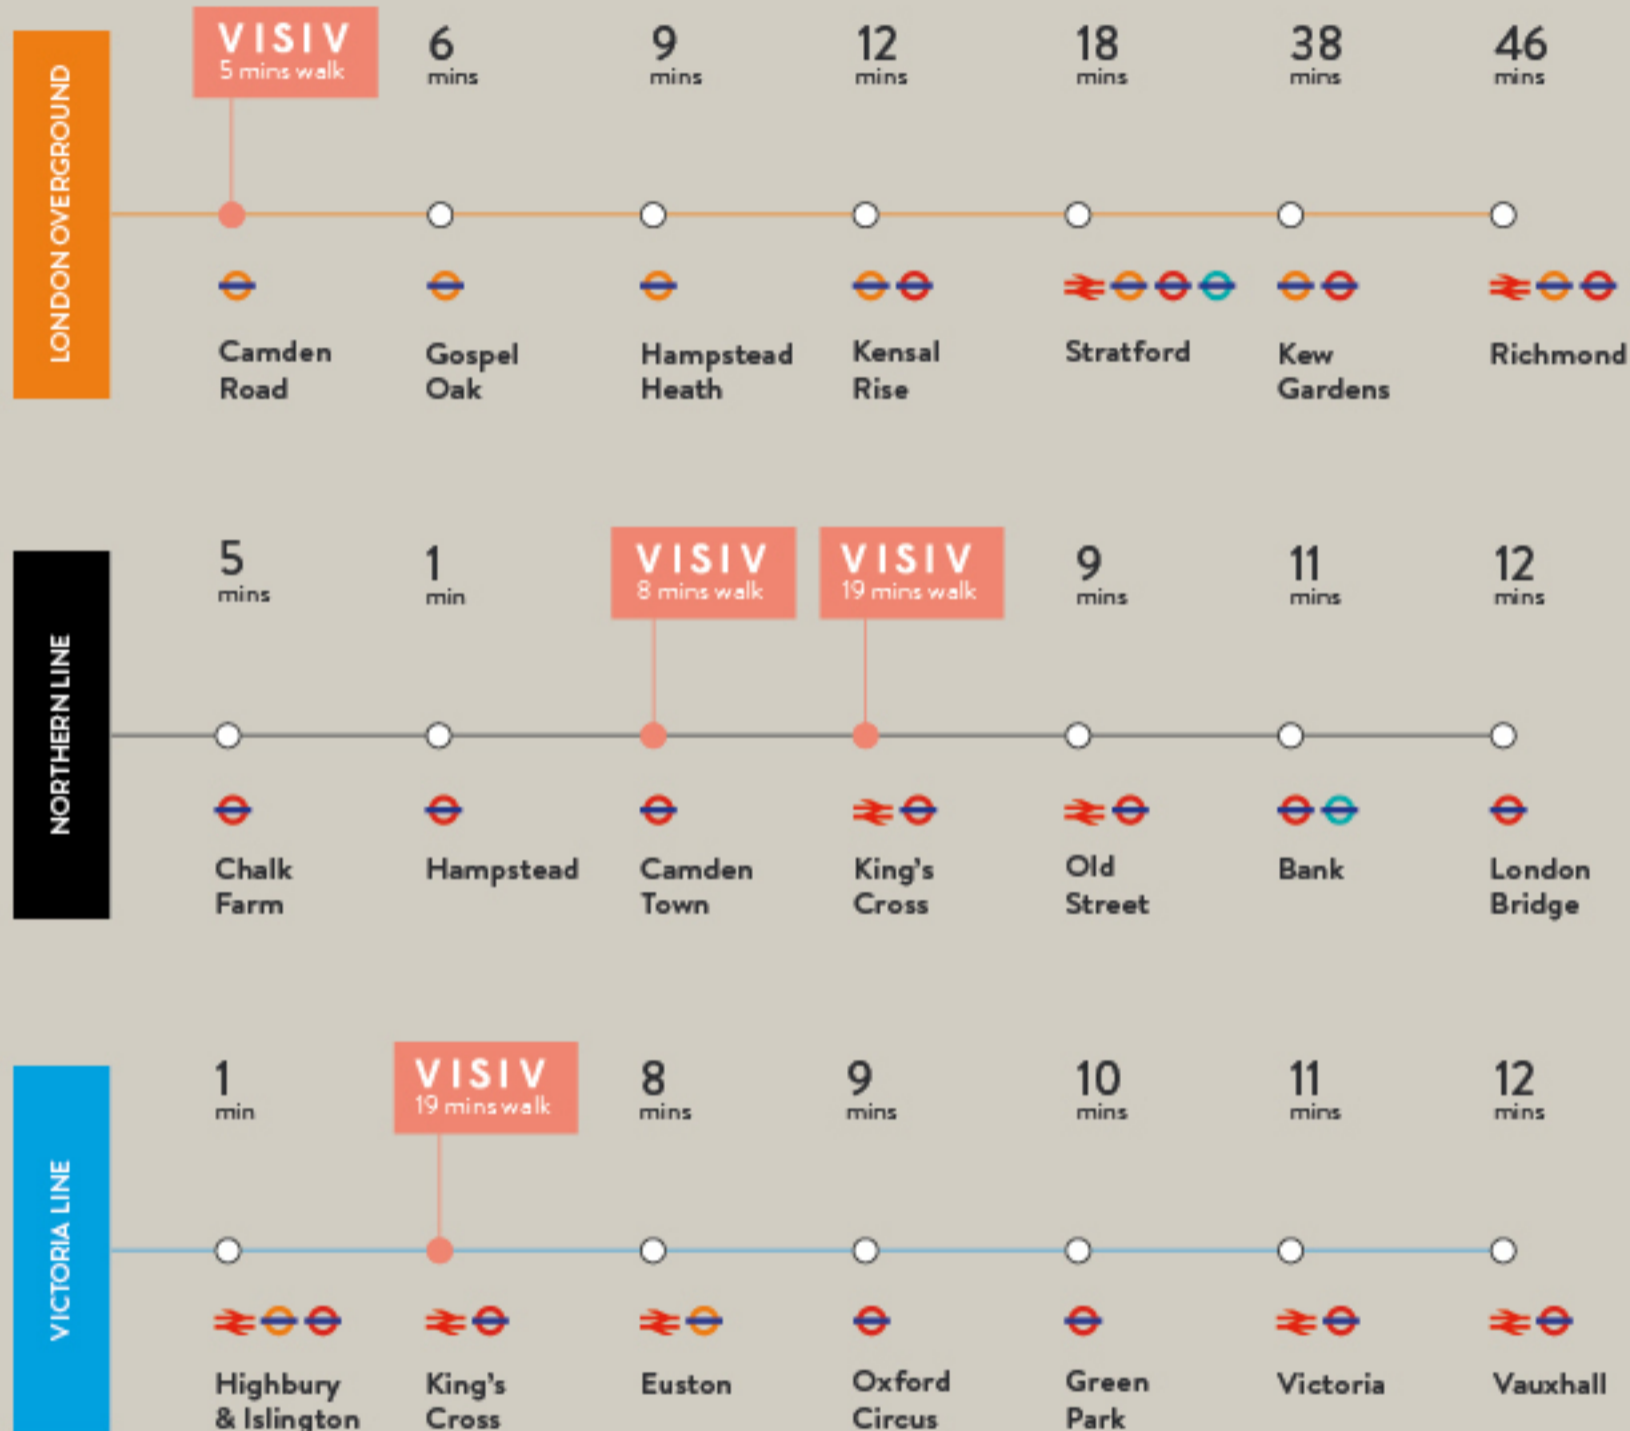 LONDON OVERGROUND
VISIV
5 mins walk
6
mins
9
mins
12
mins
18
mins
38
mins
46
mins
Camden
Road
Gospel
Oak
Hampstead
Heath
Kensal
Rise
Stratford
Kew
Gardens
Richmond
NORTHERN LINE
5
mins
1
min
VISIV
8 mins walk
VISIV
19 mins walk
9
mins
11
mins
12
mins
Chalk
Farm
Hampstead
Camden
Town
King's
Cross
Old
Street
Bank
London
Bridge
VICTORIA LINE
1
min
VISIV
19 mins walk
8
mins
9
mins
10
mins
11
mins
12
mins
Highbury
& Islington
King's
Cross
Euston
Oxford
Circus
Green
Park
Victoria
Vauxhall